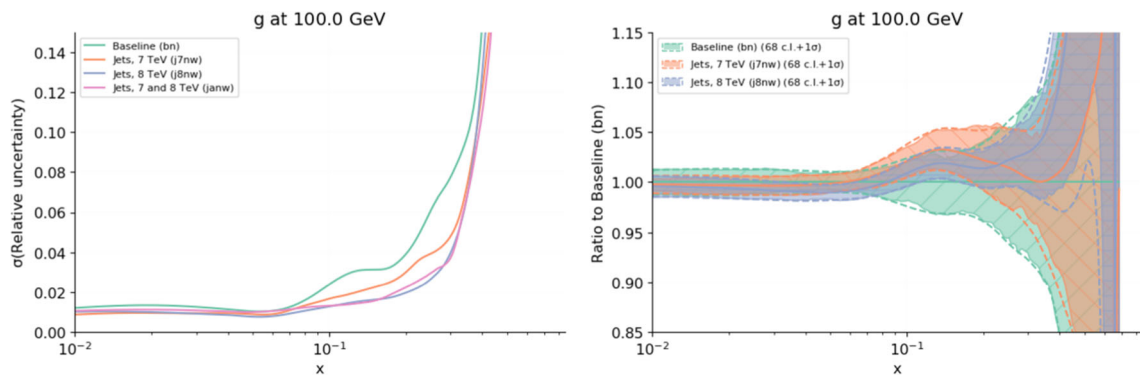 g at 100.0 GeV
σ(Relative uncertainty)
0.14
0.12
0.10
0.08
0.06
0.04
0.02
0.00
Baseline (bn)
Jets, 7 TeV (j7nw)
Jets, 8 TeV (j8nw)
Jets, 7 and 8 TeV (janw)
10⁻²
10⁻¹
x
g at 100.0 GeV
Ratio to Baseline (bn)
1.15
1.10
1.05
1.00
0.95
0.90
0.85
Baseline (bn) (68 c.l.+1σ)
Jets, 7 TeV (j7nw) (68 c.l.+1σ)
Jets, 8 TeV (j8nw) (68 c.l.+1σ)
10⁻²
10⁻¹
x